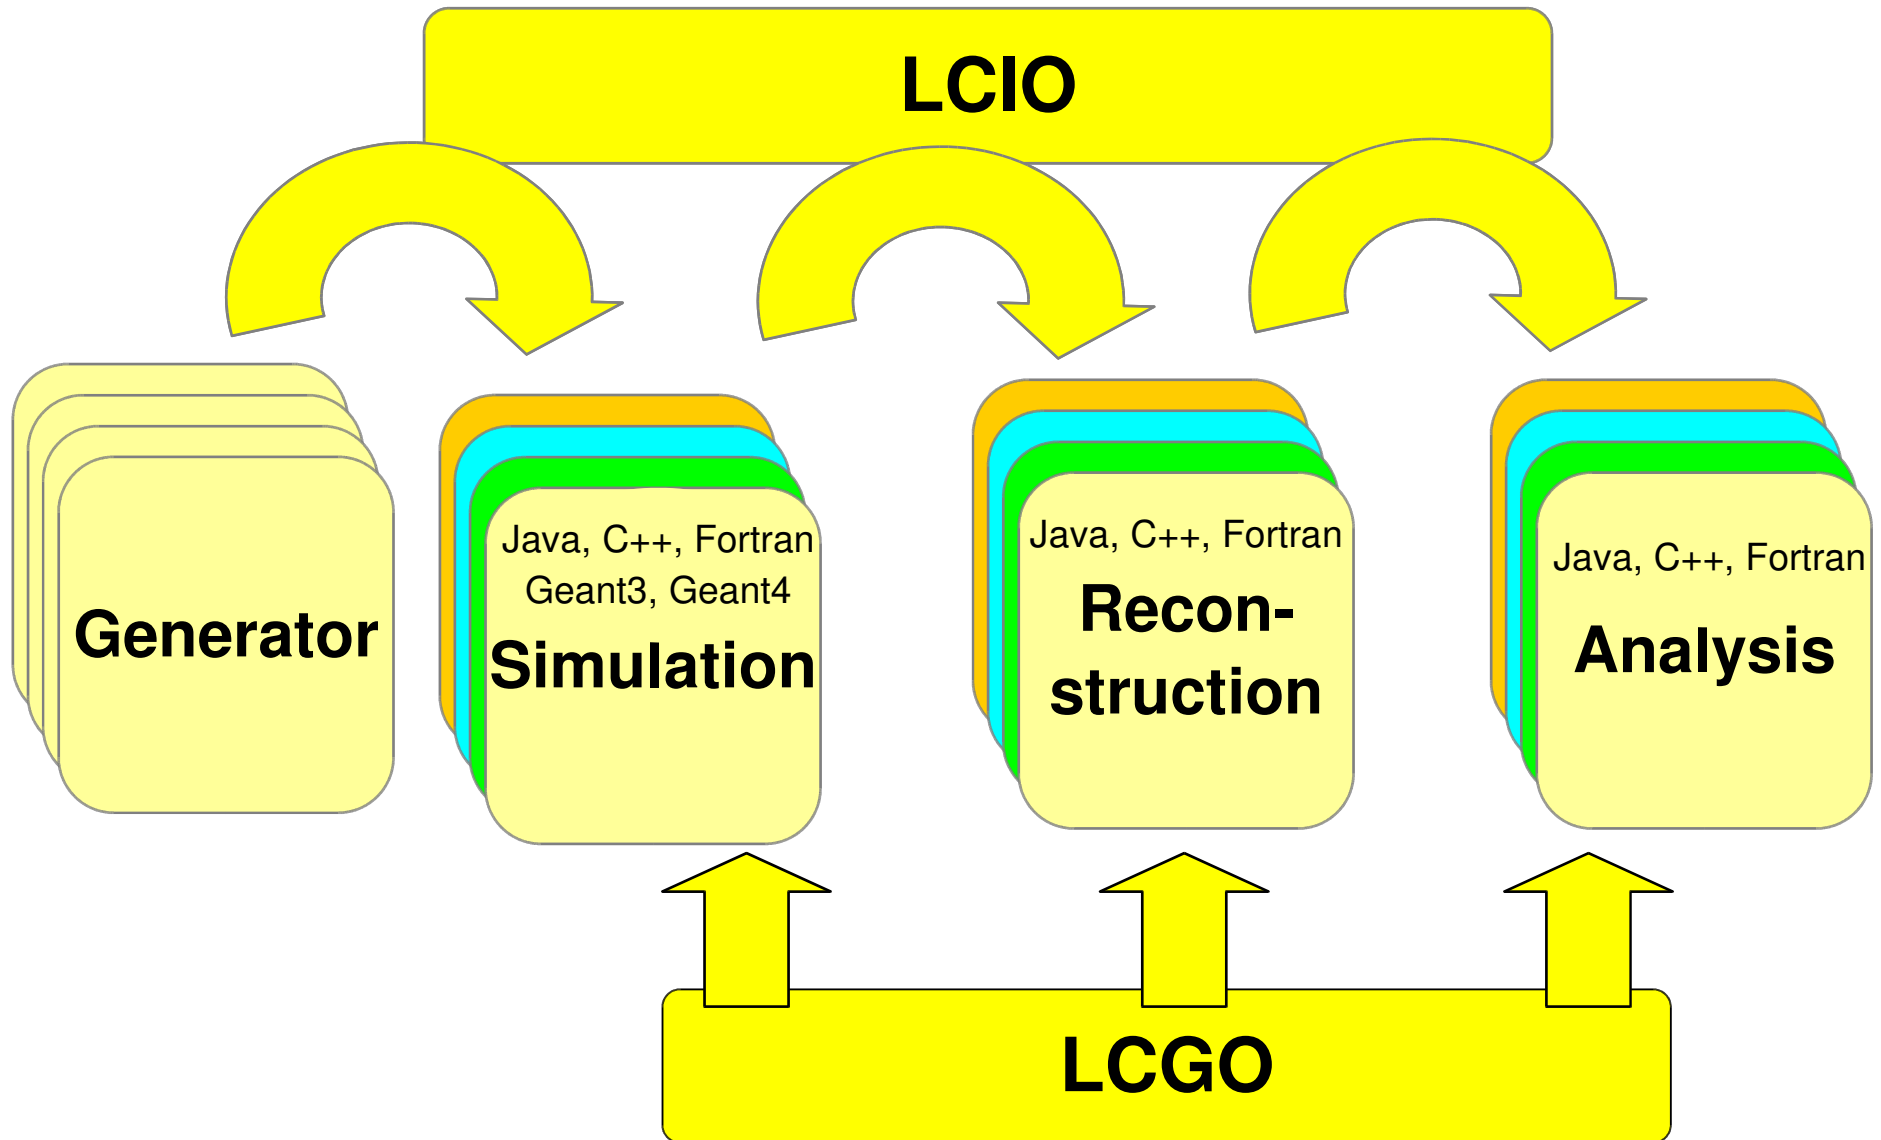 LCIO
Generator
Java, C++, Fortran
Geant3, Geant4
Simulation
Java, C++, Fortran
Recon-
struction
Java, C++, Fortran
Analysis
LCGO